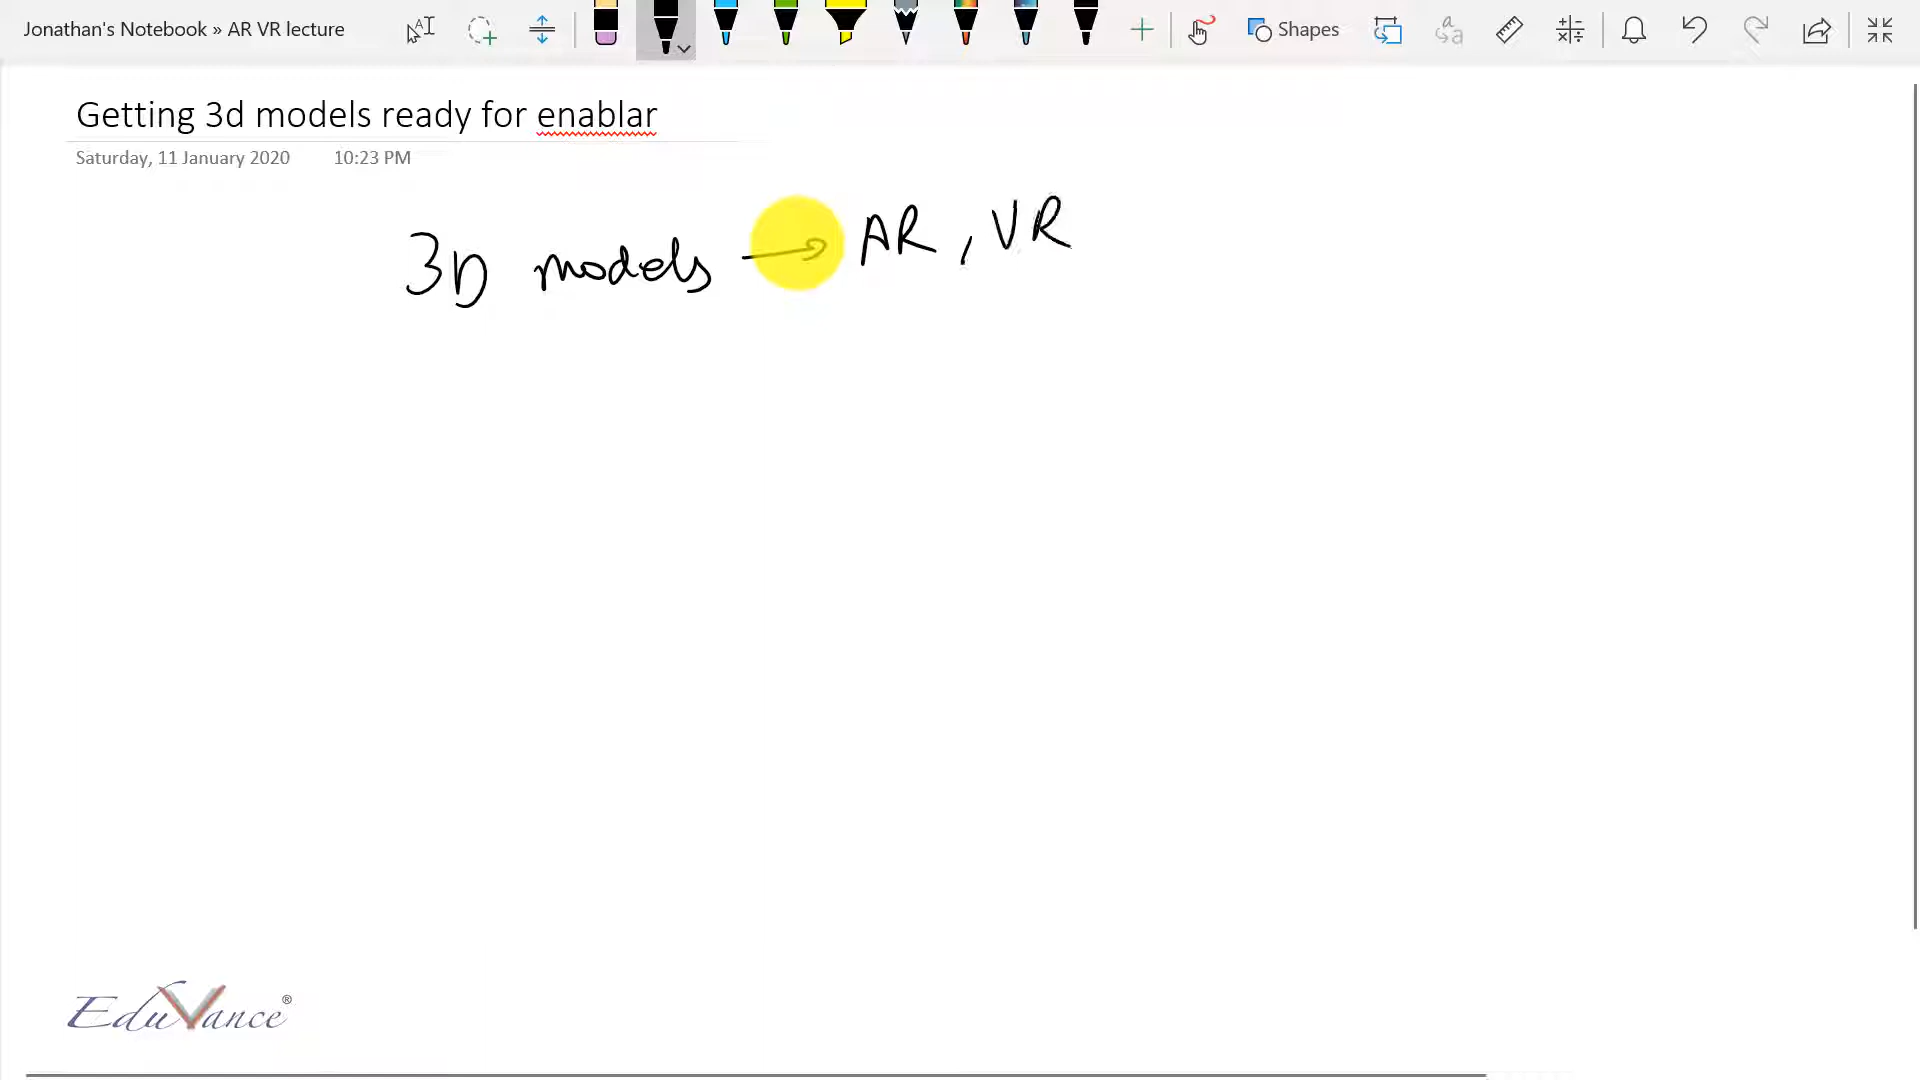 Jonathan's Notebook » AR VR lecture
Shapes
Getting 3d models ready for enablar
Saturday, 11 January 2020 10:23 PM
3D models → AR, VR
EduVance®